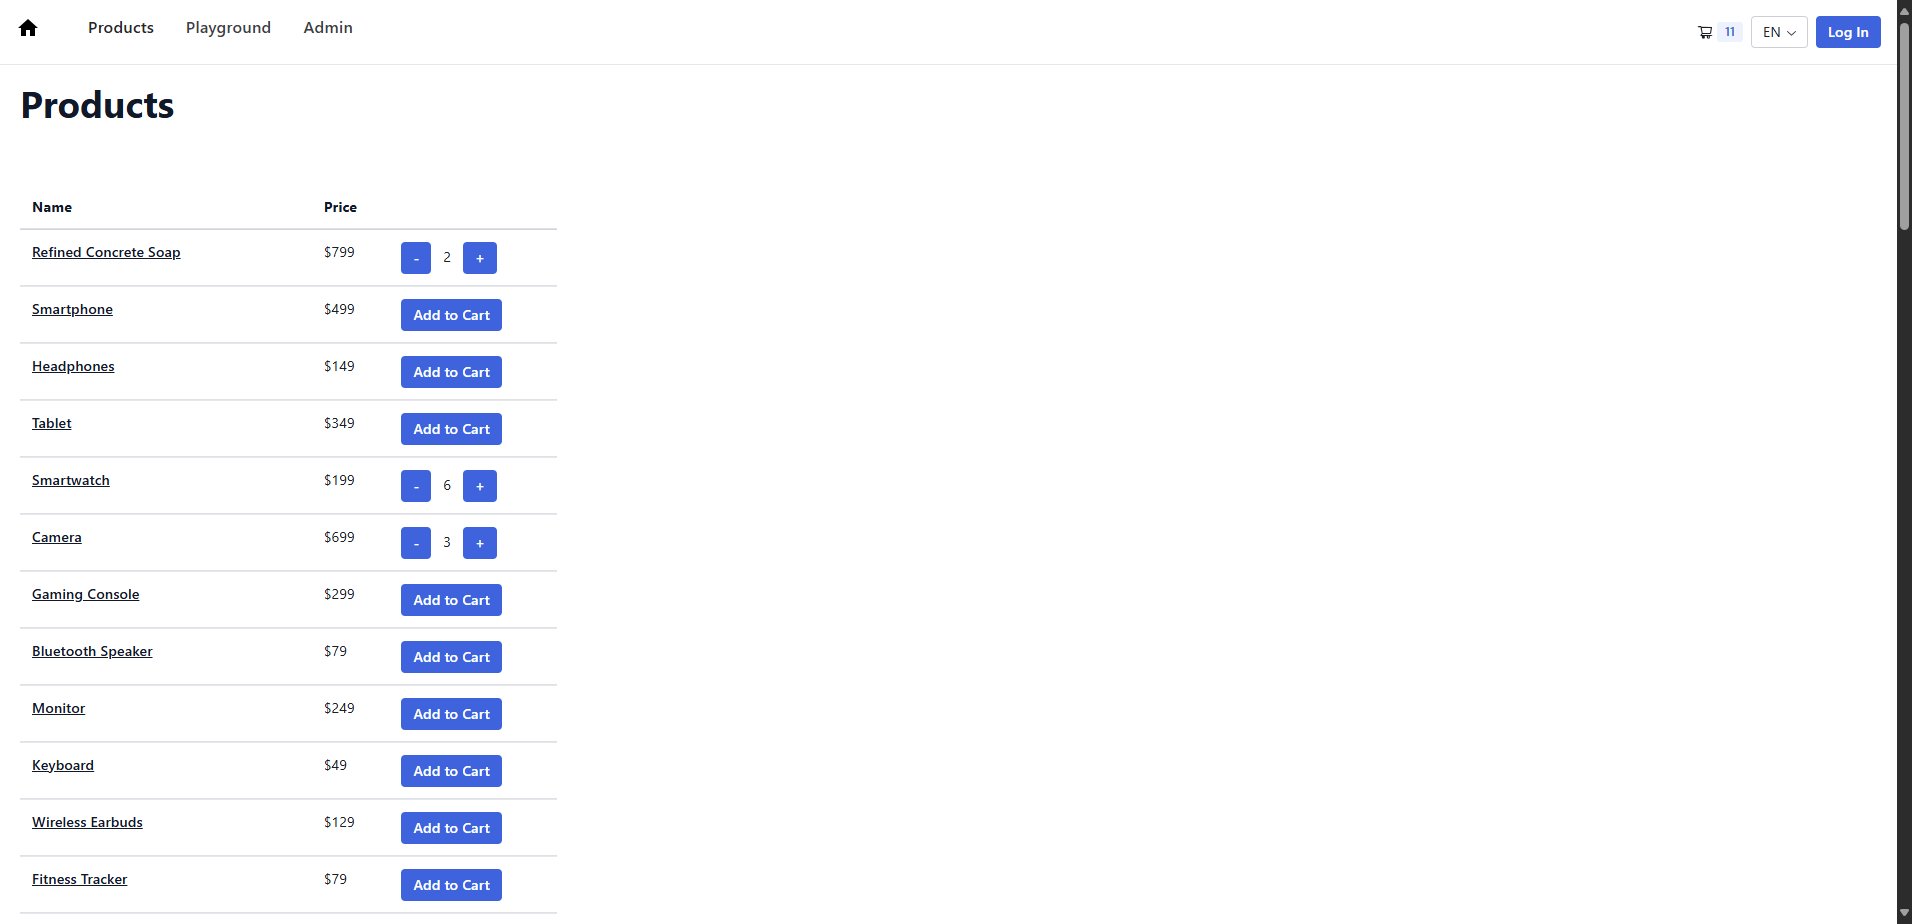 Products Playground Admin 11 EN Log In
Products
Name Price
Refined Concrete Soap $799 - 2 +
Smartphone $499 Add to Cart
Headphones $149 Add to Cart
Tablet $349 Add to Cart
Smartwatch $199 - 6 +
Camera $699 - 3 +
Gaming Console $299 Add to Cart
Bluetooth Speaker $79 Add to Cart
Monitor $249 Add to Cart
Keyboard $49 Add to Cart
Wireless Earbuds $129 Add to Cart
Fitness Tracker $79 Add to Cart